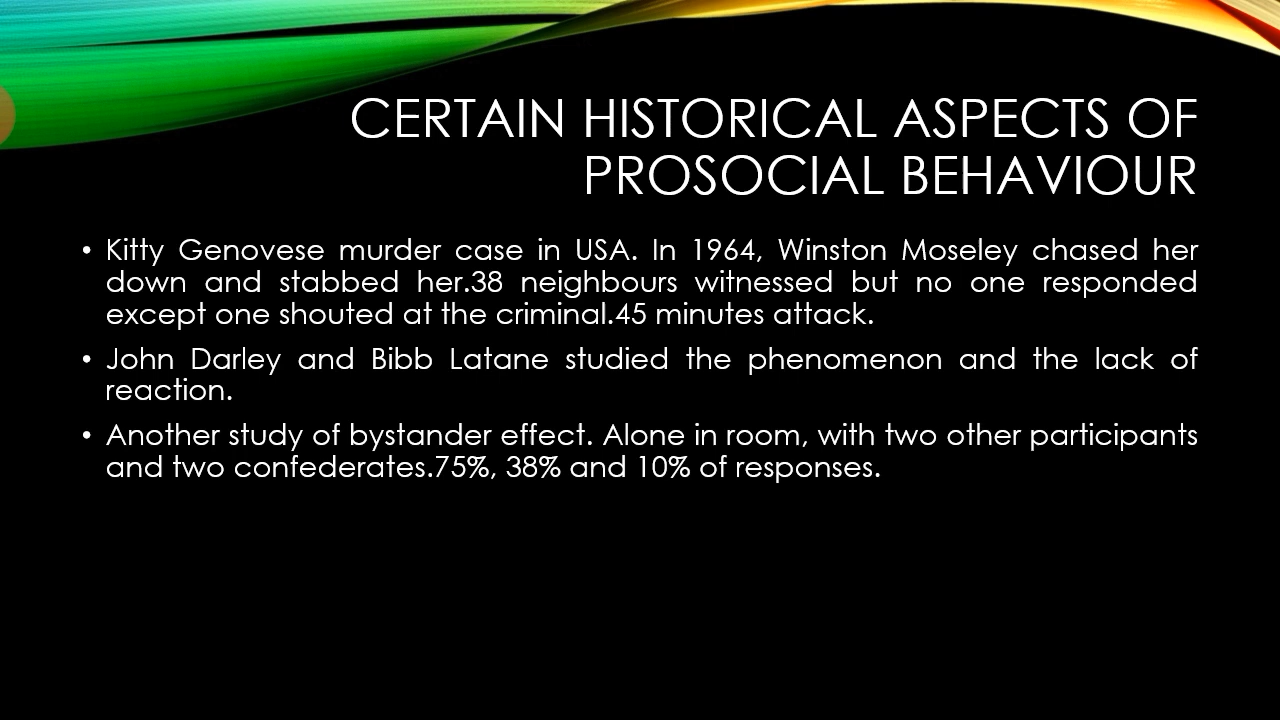 CERTAIN HISTORICAL ASPECTS OF
PROSOCIAL BEHAVIOUR
• Kitty Genovese murder case in USA. In 1964, Winston Moseley chased her
down and stabbed her.38 neighbours witnessed but no one responded
except one shouted at the criminal.45 minutes attack.
• John Darley and Bibb Latane studied the phenomenon and the lack of
reaction.
• Another study of bystander effect. Alone in room, with two other participants
and two confederates.75%, 38% and 10% of responses.